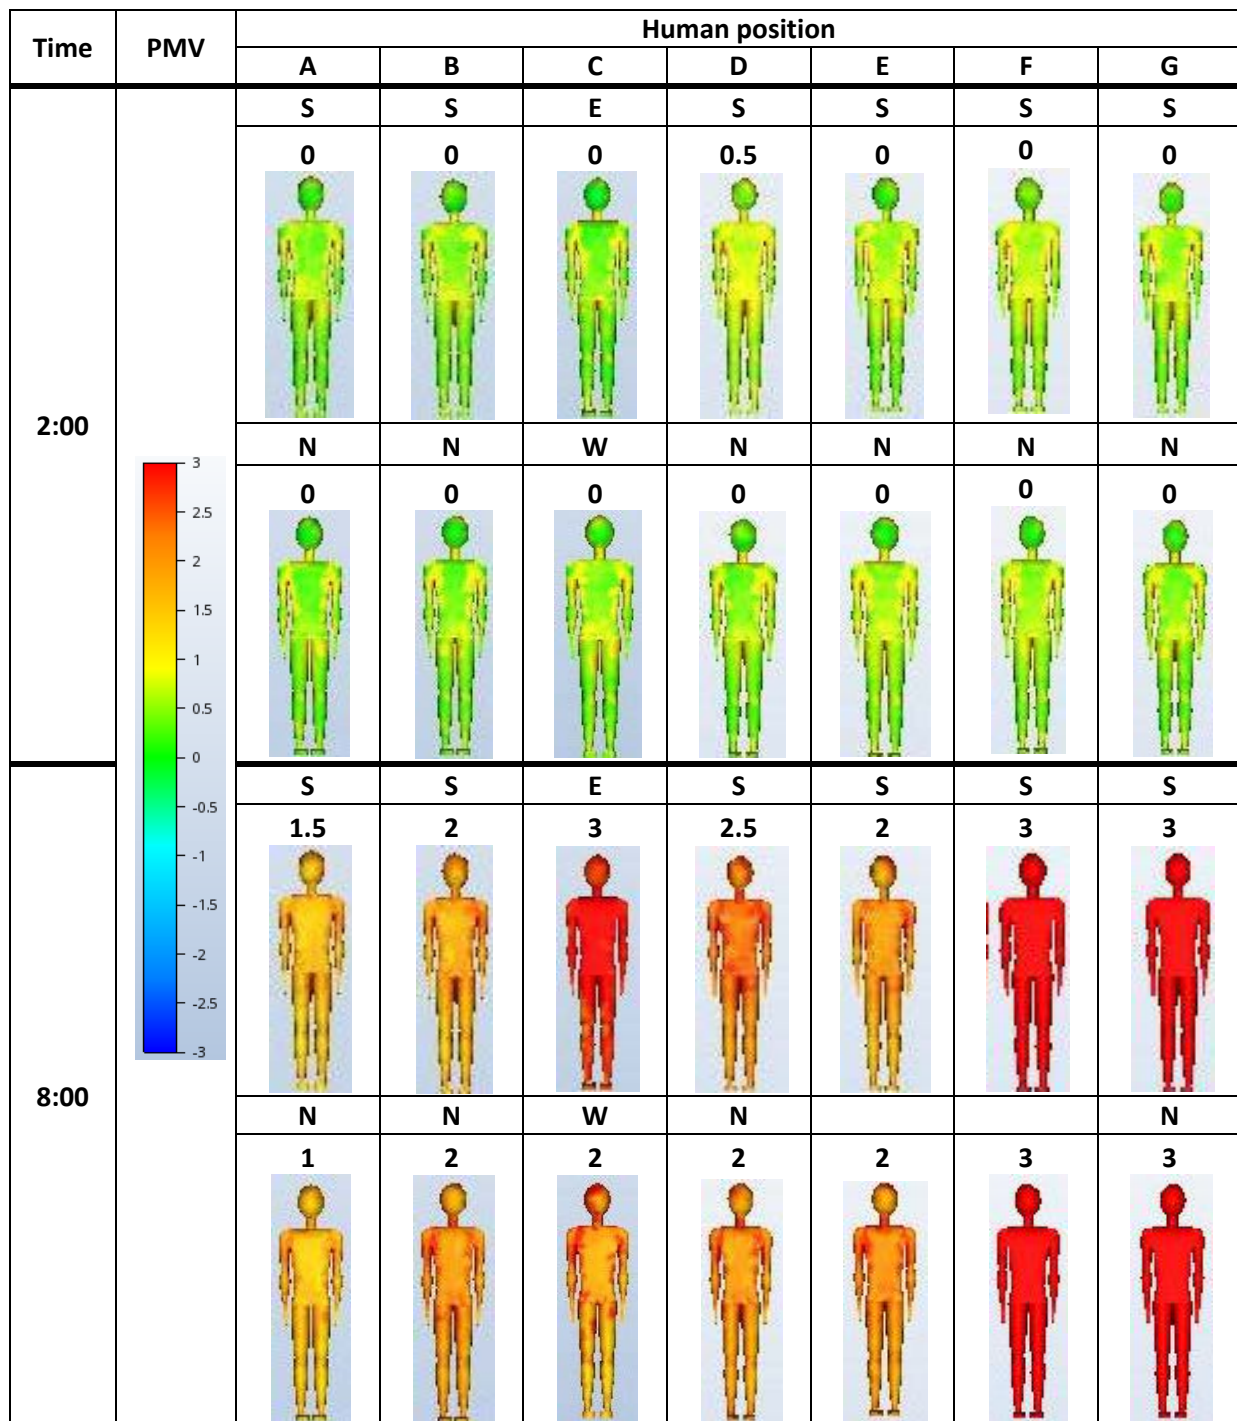 Time PMV Human position
A B C D E F G
S S E S S S S
0 0 0 0.5 0 0 0
2:00
N N W N N N N
0 0 0 0 0 0 0
3
2.5
2
1.5
1
0.5
0
-0.5
-1
-1.5
-2
-2.5
-3
S S E S S S S
1.5 2 3 2.5 2 3 3
8:00
N N W N N
1 2 2 2 2 3 3